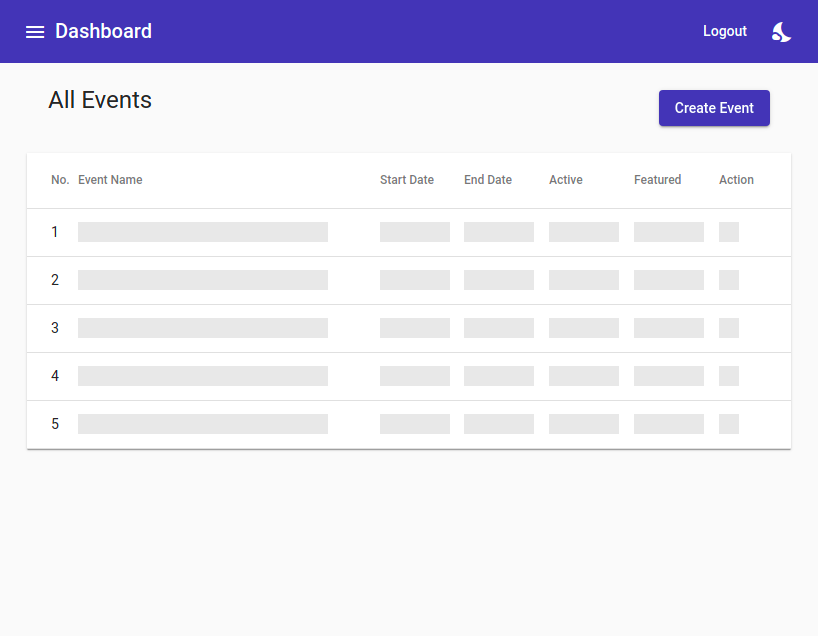 Dashboard
Logout
All Events
Create Event
No. Event Name Start Date End Date Active Featured Action
1
2
3
4
5